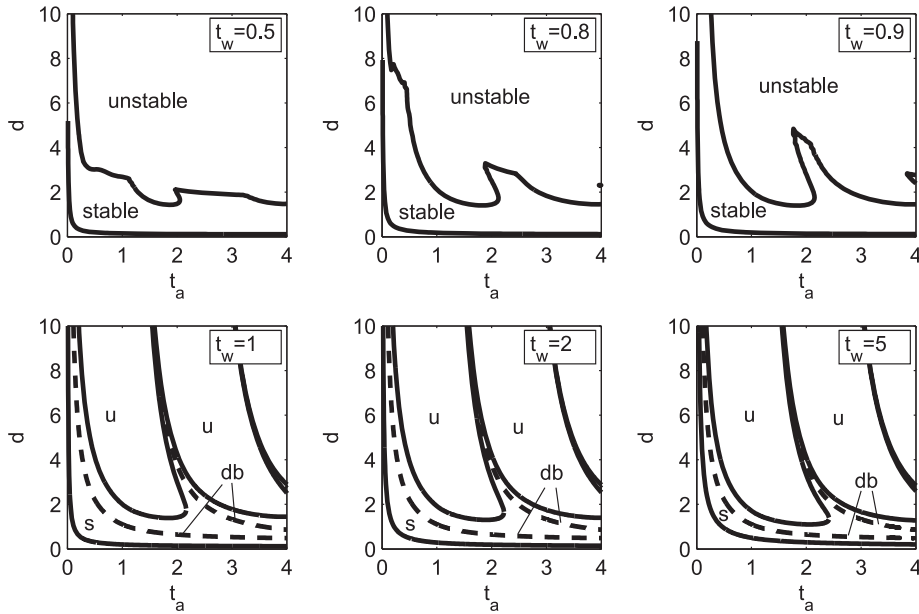 10
8
6
4
2
0
d
t_w=0.5
unstable
stable
0 1 2 3 4
t_a
10
8
6
4
2
0
d
t_w=0.8
unstable
stable
0 1 2 3 4
t_a
10
8
6
4
2
0
d
t_w=0.9
unstable
stable
0 1 2 3 4
t_a
10
8
6
4
2
0
d
t_w=1
u
u
db
s
0 1 2 3 4
t_a
10
8
6
4
2
0
d
t_w=2
u
u
db
s
0 1 2 3 4
t_a
10
8
6
4
2
0
d
t_w=5
u
u
db
s
0 1 2 3 4
t_a